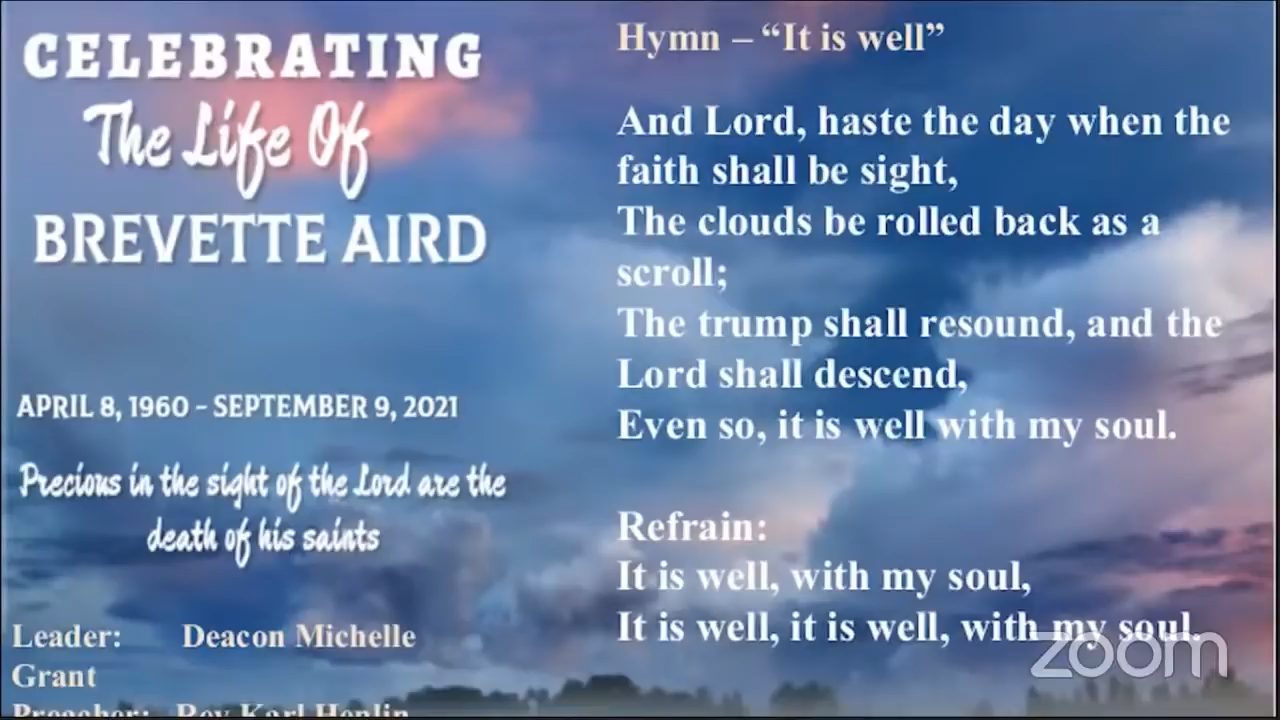 CELEBRATING
The Life Of
BREVETTE AIRD
APRIL 8, 1960 - SEPTEMBER 9, 2021
Precious in the sight of the Lord are the
death of his saints
Leader: Deacon Michelle
Grant
Preacher: Rev Karl Henlin
Hymn – “It is well”
And Lord, haste the day when the
faith shall be sight,
The clouds be rolled back as a
scroll;
The trump shall resound, and the
Lord shall descend,
Even so, it is well with my soul.
Refrain:
It is well, with my soul,
It is well, it is well, with my soul.
zoom